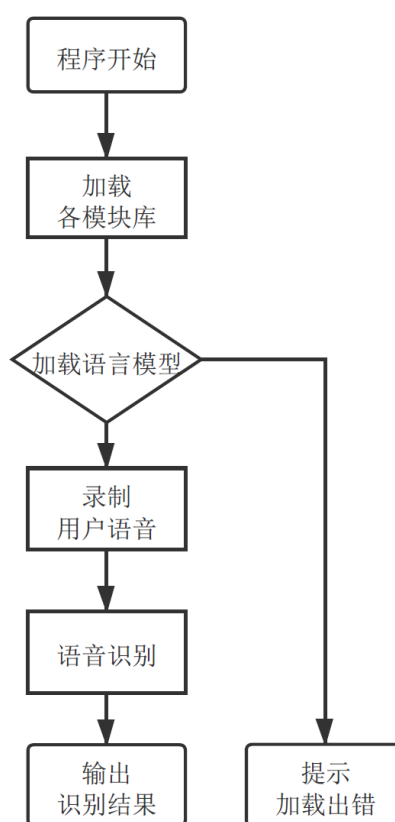 程序开始
加载
各模块库
加载语言模型
录制
用户语音
语音识别
输出
识别结果
提示
加载出错